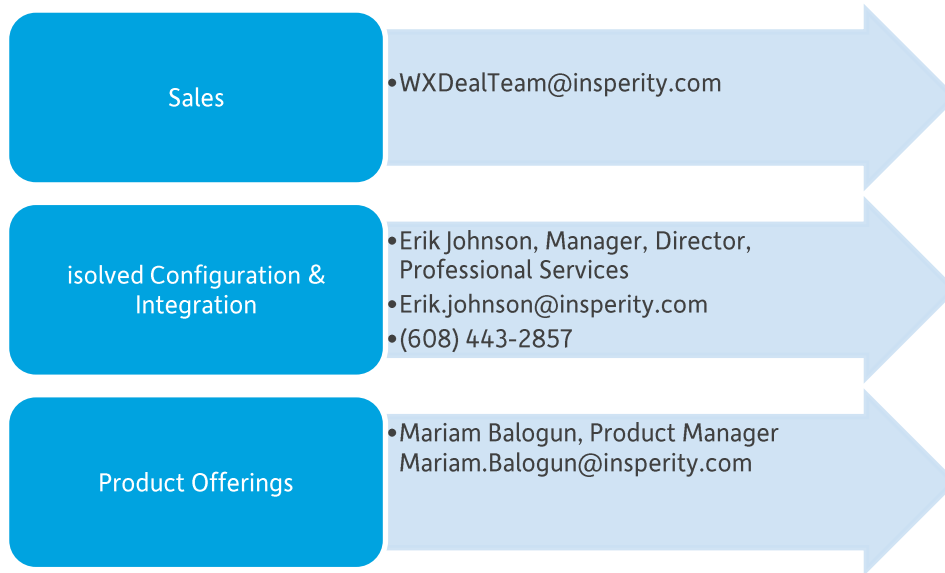 Sales
•WXDealTeam@insperity.com
isolved Configuration &
Integration
•Erik Johnson, Manager, Director,
Professional Services
•Erik.johnson@insperity.com
•(608) 443-2857
Product Offerings
•Mariam Balogun, Product Manager
Mariam.Balogun@insperity.com